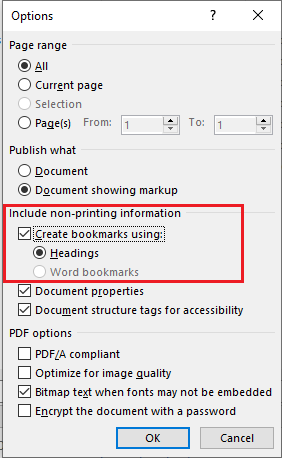 Options
Page range
All
Current page
Selection
Page(s) From: 1 To: 1
Publish what
Document
Document showing markup
Include non-printing information
Create bookmarks using:
Headings
Word bookmarks
Document properties
Document structure tags for accessibility
PDF options
PDF/A compliant
Optimize for image quality
Bitmap text when fonts may not be embedded
Encrypt the document with a password
OK Cancel